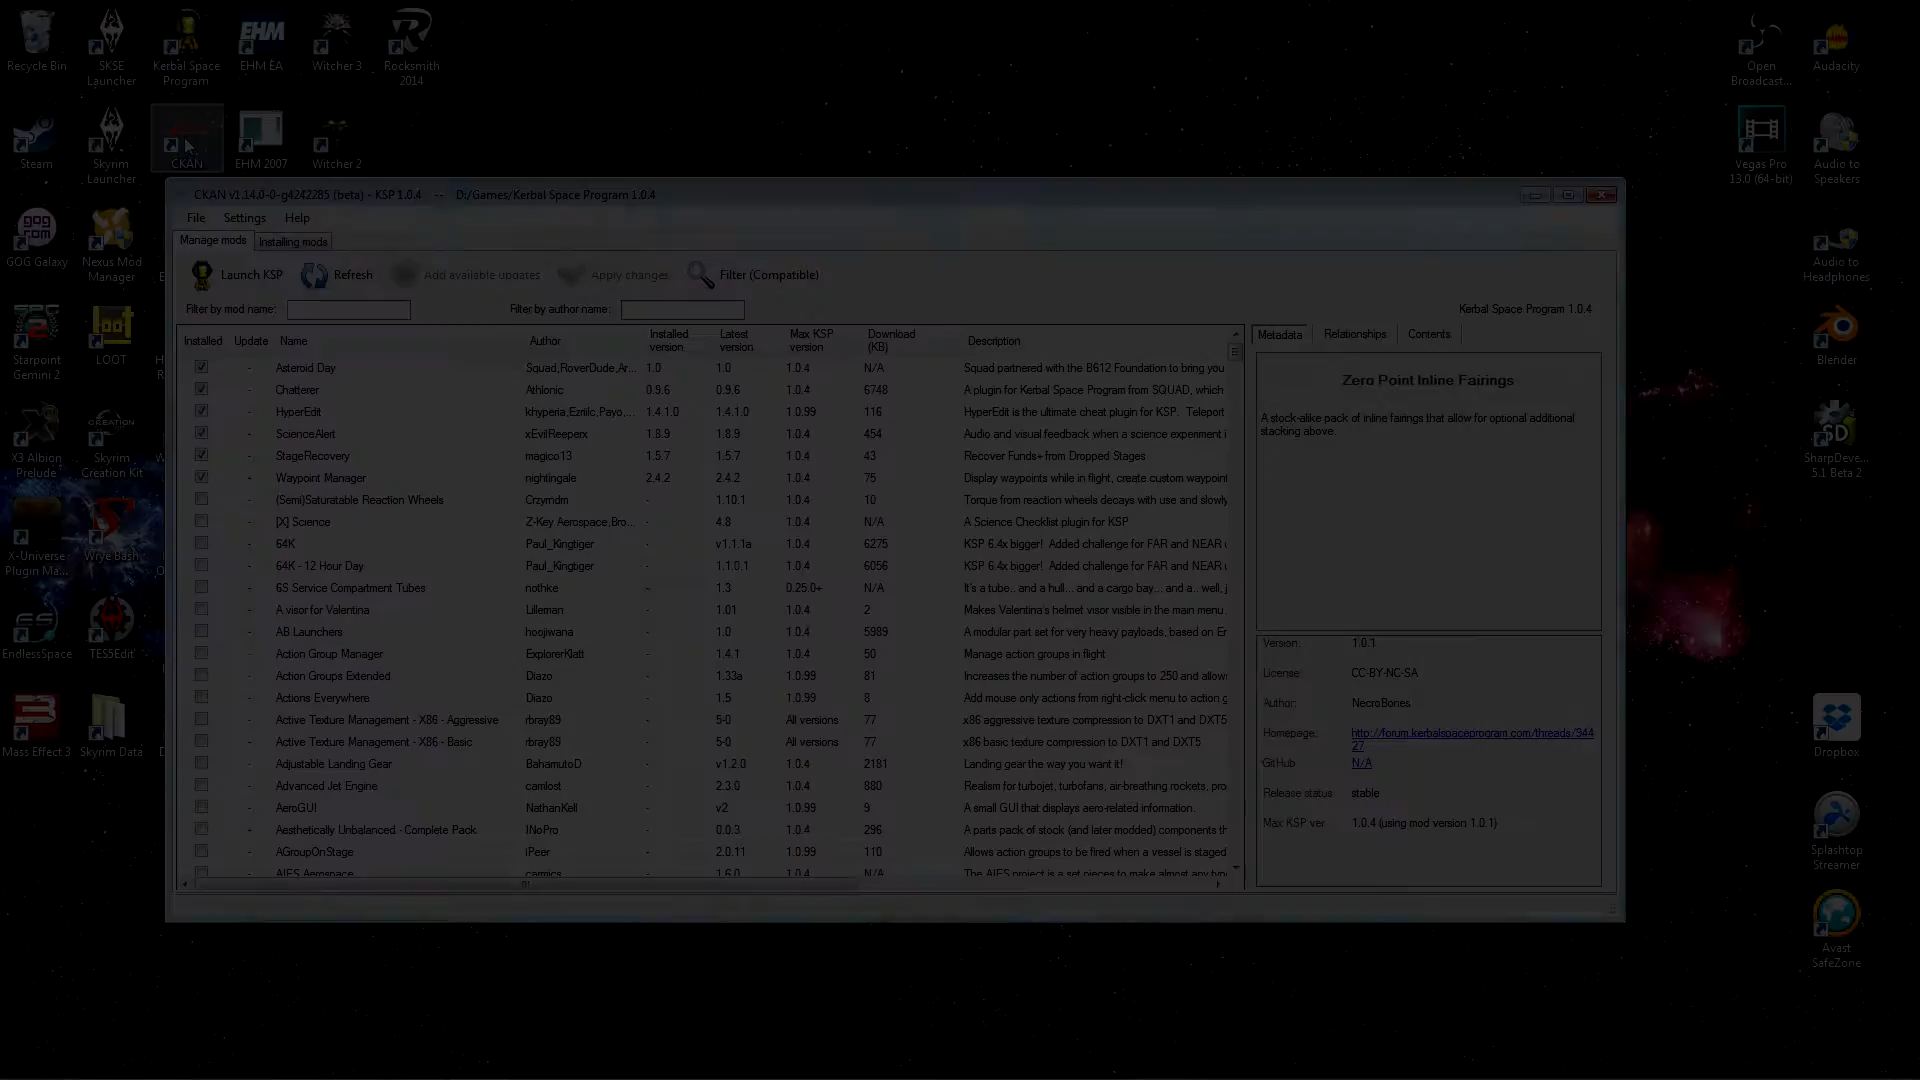 Recycle Bin
SKSE Launcher
Kerbal Space Program
EHM EA
Witcher 3
Rocksmith 2014
Open Broadcast...
Audacity
Steam
Skyrim Launcher
CKAN
EHM 2007
Witcher 2
Vegas Pro 13.0 (64-bit)
Audio to Speakers
GOG Galaxy
Nexus Mod Manager
Audio to Headphones
Starpoint Gemini 2
LOOT
Blender
X3 Albion Prelude
Skyrim Creation Kit
SharpDeve... 5.1 Beta 2
X-Universe Plugin Ma...
Wrye Bash
EndlessSpace
TES5Edit
Mass Effect 3
Skyrim Data
Dropbox
Splashtop Streamer
Avast SafeZone
CKAN v1.14.0-0-g4242285 (beta) - KSP 1.0.4 -- D:/Games/Kerbal Space Program 1.0.4
File Settings Help
Manage mods Installing mods
Launch KSP Refresh Add available updates Apply changes Filter (Compatible)
Filter by mod name: Filter by author name: Kerbal Space Program 1.0.4
Installed Update Name Author Installed version Latest version Max KSP version Download (KB) Description
- Asteroid Day Squad,RoverDude,Ar... 1.0 1.0 1.0.4 N/A Squad partnered with the B612 Foundation to bring you
- Chatterer Athlonic 0.9.6 0.9.6 1.0.4 6748 A plugin for Kerbal Space Program from SQUAD, which
- HyperEdit khyperia,Ezriilc,Payo,... 1.4.1.0 1.4.1.0 1.0.99 116 HyperEdit is the ultimate cheat plugin for KSP. Teleport
- ScienceAlert xEvilReeperx 1.8.9 1.8.9 1.0.4 454 Audio and visual feedback when a science experiment i
- StageRecovery magico13 1.5.7 1.5.7 1.0.4 43 Recover Funds+ from Dropped Stages
- Waypoint Manager nightingale 2.4.2 2.4.2 1.0.4 75 Display waypoints while in flight, create custom waypoint
- (Semi)Saturatable Reaction Wheels Crzyrndm - 1.10.1 1.0.4 10 Torque from reaction wheels decays with use and slowly
- [X] Science Z-Key Aerospace,Bro... - 4.8 1.0.4 N/A A Science Checklist plugin for KSP
- 64K Paul_Kingtiger - v1.1.1a 1.0.4 6275 KSP 6.4x bigger! Added challenge for FAR and NEAR
- 64K - 12 Hour Day Paul_Kingtiger - 1.1.0.1 1.0.4 6056 KSP 6.4x bigger! Added challenge for FAR and NEAR
- 6S Service Compartment Tubes nothke - 1.3 0.25.0+ N/A It's a tube.. and a hull... and a cargo bay... and a.. well, j
- A visor for Valentina Lilleman - 1.01 1.0.4 2 Makes Valentina's helmet visor visible in the main menu.
- AB Launchers hoojiwana - 1.0 1.0.4 5989 A modular part set for very heavy payloads, based on Er
- Action Group Manager ExplorerKlatt - 1.4.1 1.0.4 50 Manage action groups in flight
- Action Groups Extended Diazo - 1.33a 1.0.99 81 Increases the number of action groups to 250 and allow
- Actions Everywhere Diazo - 1.5 1.0.99 8 Add mouse only actions from right-click menu to action g
- Active Texture Management - X86 - Aggressive rbray89 - 5-0 All versions 77 x86 aggressive texture compression to DXT1 and DXT5
- Active Texture Management - X86 - Basic rbray89 - 5-0 All versions 77 x86 basic texture compression to DXT1 and DXT5
- Adjustable Landing Gear BahamutoD - v1.2.0 1.0.4 2181 Landing gear the way you want it!
- Advanced Jet Engine camlost - 2.3.0 1.0.4 880 Realism for turbojet, turbofans, air-breathing rockets, pro
- AeroGUI NathanKell - v2 1.0.99 9 A small GUI that displays aero-related information.
- Aesthetically Unbalanced - Complete Pack INoPro - 0.0.3 1.0.4 296 A parts pack of stock (and later modded) components th
- AGroupOnStage iPeer - 2.0.11 1.0.99 110 Allows action groups to be fired when a vessel is staged
- AIES Aerospace carmics - 1.6.0 1.0.4 N/A The AIES project is a set pieces to make almost any type
Metadata Relationships Contents
Zero Point Inline Fairings
A stock-alike pack of inline fairings that allow for optional additional
stacking above.
Version: 1.0.1
License: CC-BY-NC-SA
Author: NecroBones
Homepage: http://forum.kerbalspaceprogram.com/threads/944
27
GitHub N/A
Release status stable
Max KSP ver. 1.0.4 (using mod version 1.0.1)